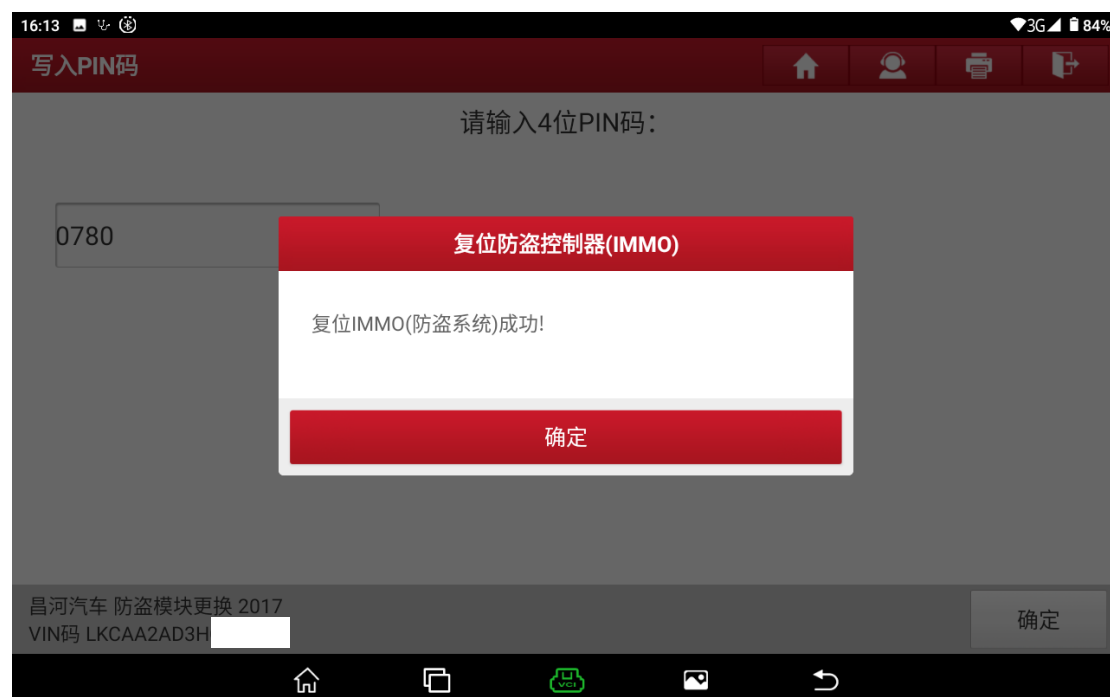 16:13
3G 84%
写入PIN码
请输入4位PIN码：
0780
复位防盗控制器(IMMO)
复位IMMO(防盗系统)成功!
确定
昌河汽车 防盗模块更换 2017
VIN码 LKCAA2AD3H
确定
VCI